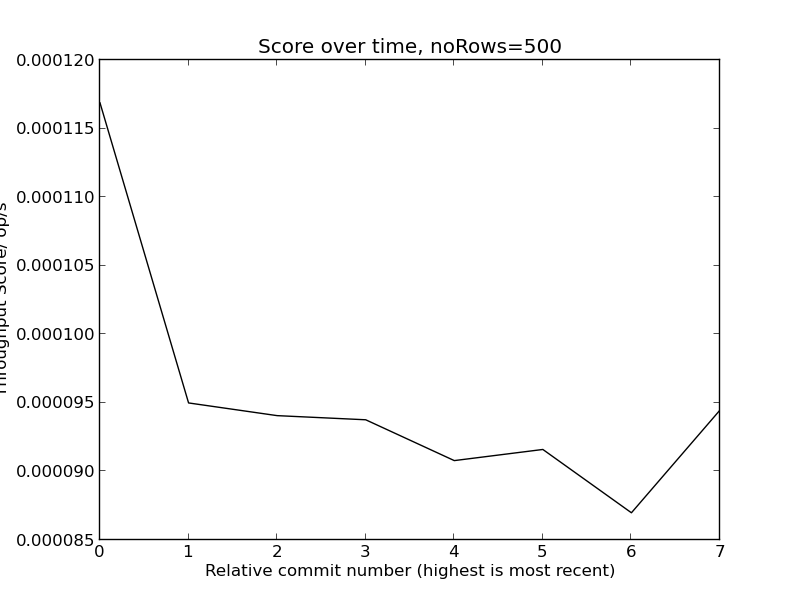 Score over time, noRows=500
0.000120
0.000115
0.000110
0.000105
0.000100
0.000095
0.000090
0.000085
Throughput Score/ op/s
0 1 2 3 4 5 6 7
Relative commit number (highest is most recent)